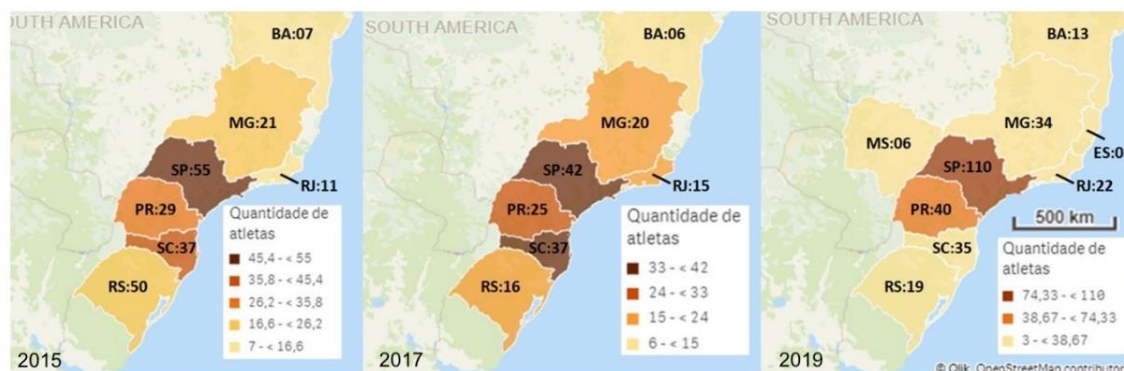 SOUTH AMERICA
BA:07
MG:21
SP:55
RJ:11
PR:29
SC:37
RS:50
Quantidade de
atletas
45,4 - < 55
35,8 - < 45,4
26,2 - < 35,8
16,6 - < 26,2
7 - < 16,6
2015
SOUTH AMERICA
BA:06
MG:20
SP:42
RJ:15
PR:25
SC:37
RS:16
Quantidade de
atletas
33 - < 42
24 - < 33
15 - < 24
6 - < 15
2017
SOUTH AMERICA
BA:13
MG:34
MS:06
ES:0
SP:110
RJ:22
PR:40
500 km
SC:35
RS:19
Quantidade de
atletas
74,33 - < 110
38,67 - < 74,33
3 - < 38,67
2019
© Qlik, OpenStreetMap contributor